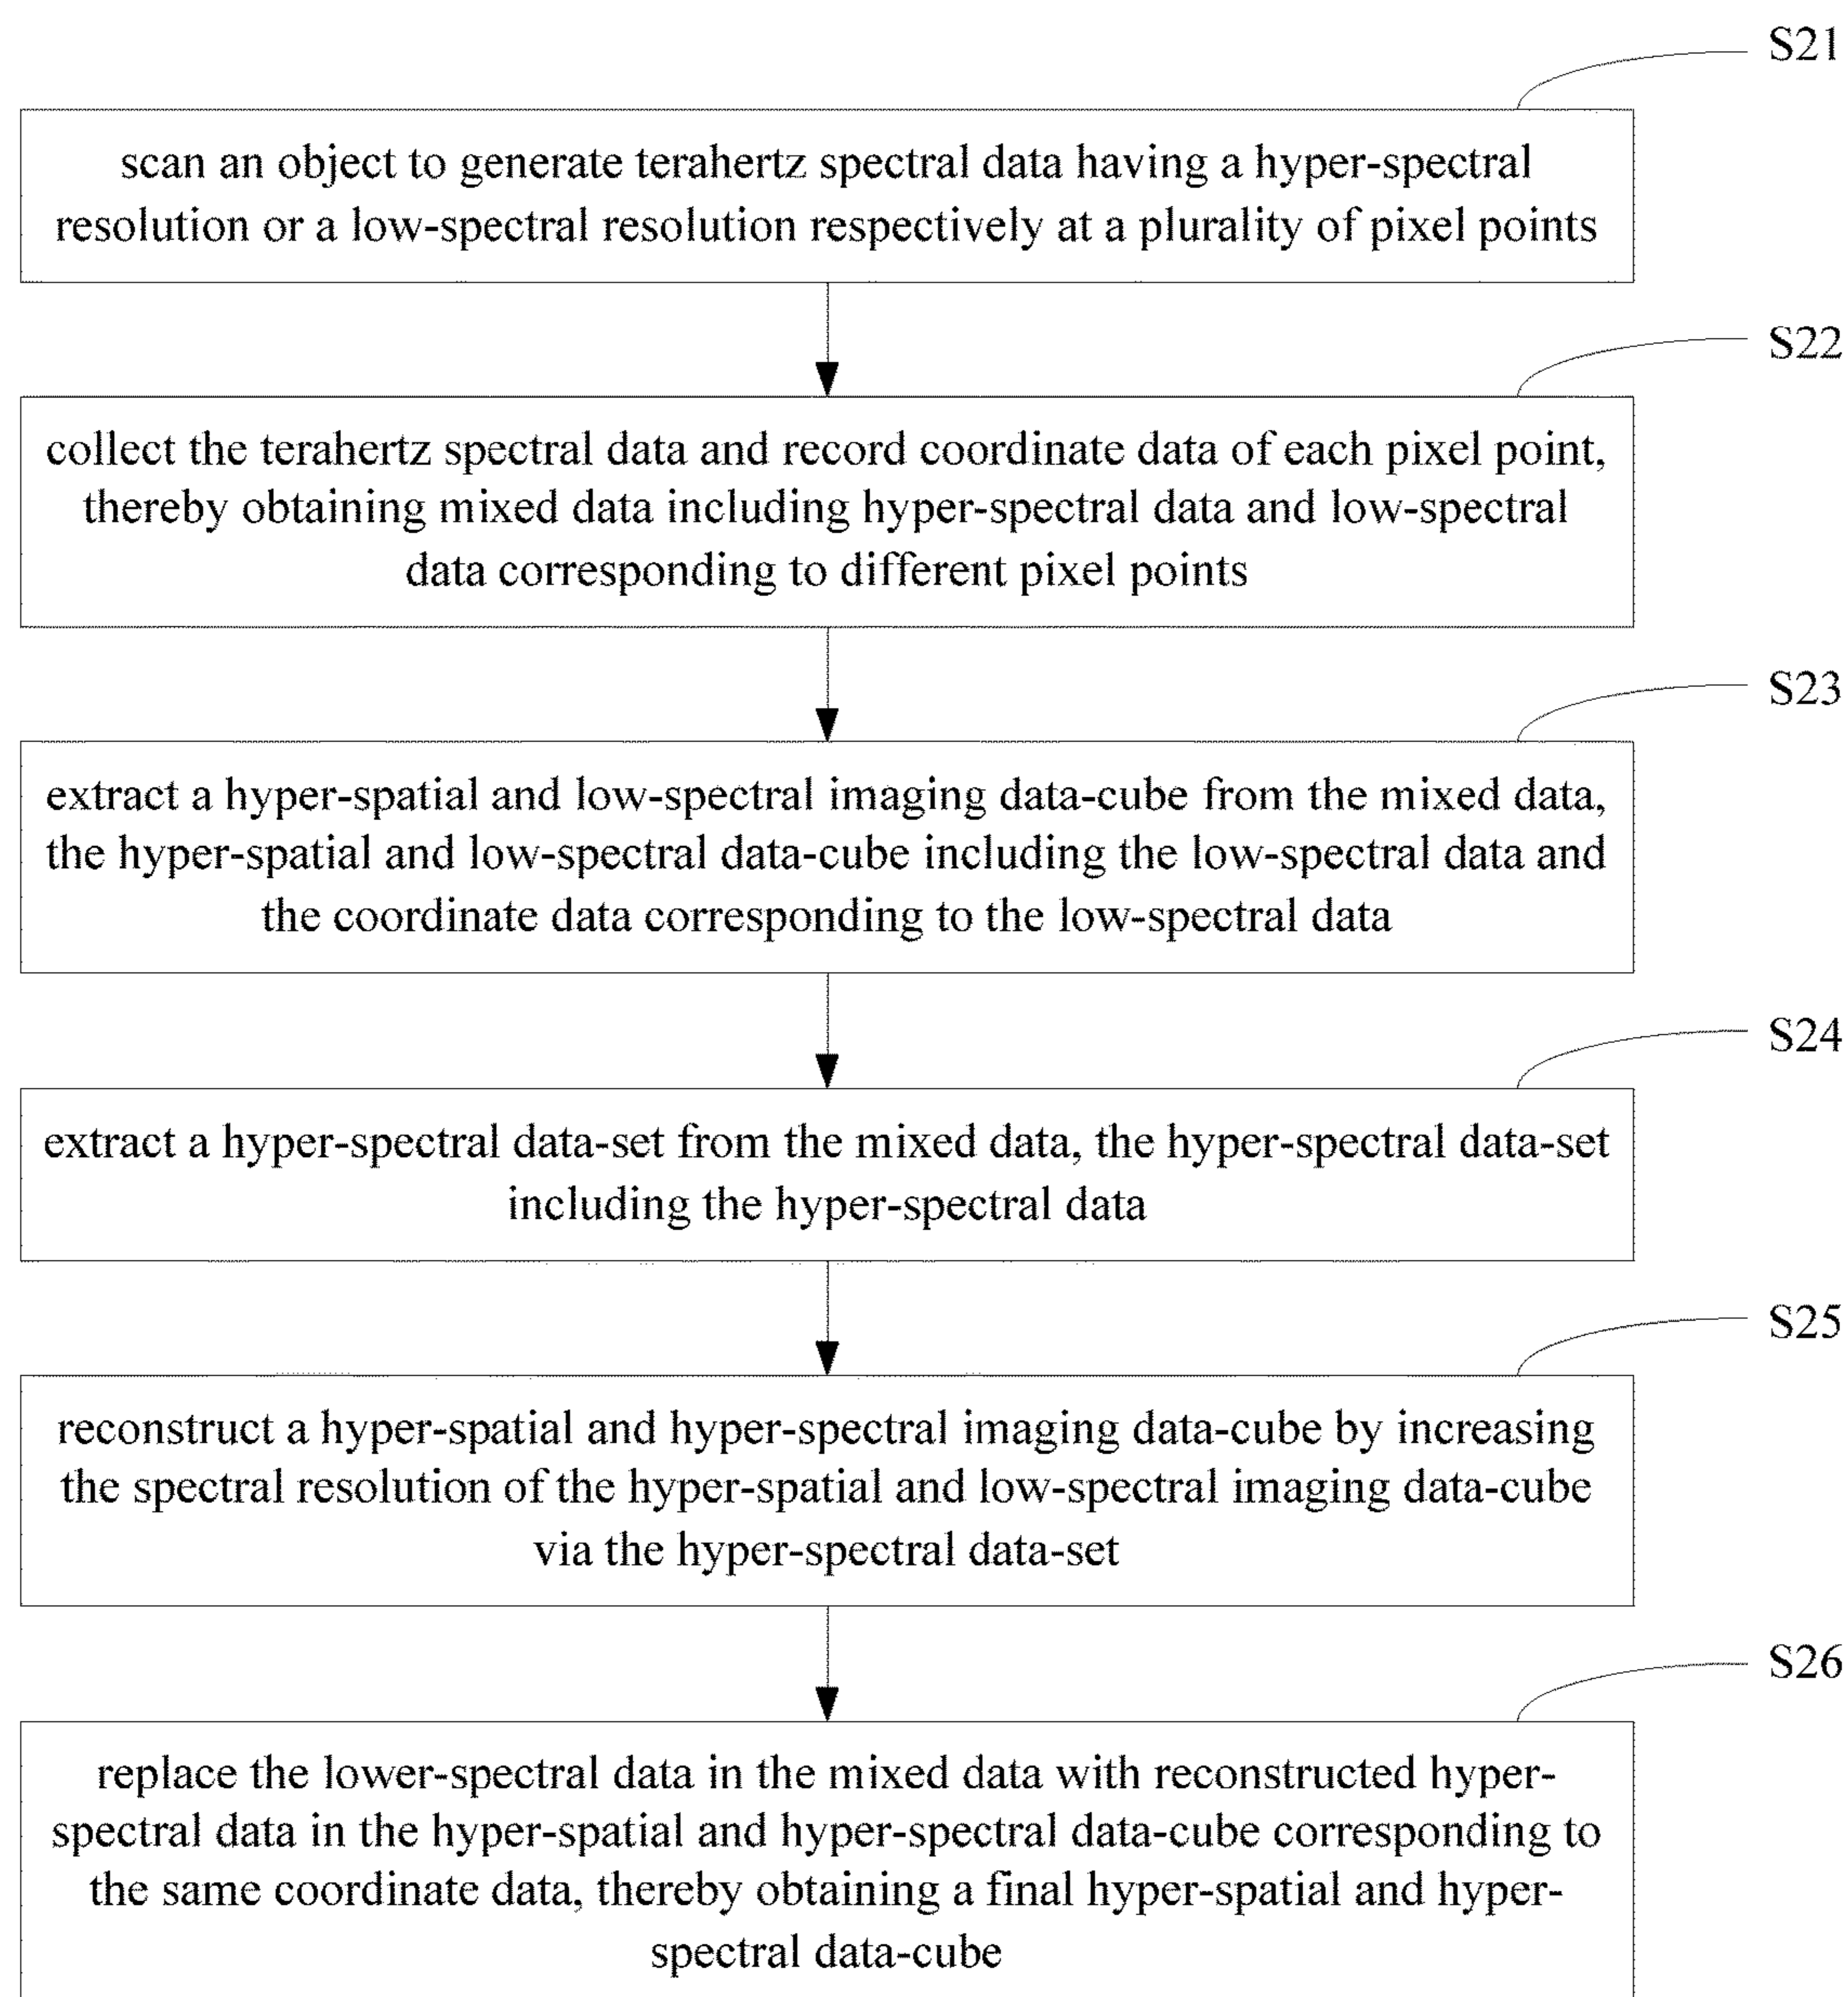 S21
scan an object to generate terahertz spectral data having a hyper-spectral
resolution or a low-spectral resolution respectively at a plurality of pixel points
S22
collect the terahertz spectral data and record coordinate data of each pixel point,
thereby obtaining mixed data including hyper-spectral data and low-spectral
data corresponding to different pixel points
S23
extract a hyper-spatial and low-spectral imaging data-cube from the mixed data,
the hyper-spatial and low-spectral data-cube including the low-spectral data and
the coordinate data corresponding to the low-spectral data
S24
extract a hyper-spectral data-set from the mixed data, the hyper-spectral data-set
including the hyper-spectral data
S25
reconstruct a hyper-spatial and hyper-spectral imaging data-cube by increasing
the spectral resolution of the hyper-spatial and low-spectral imaging data-cube
via the hyper-spectral data-set
S26
replace the lower-spectral data in the mixed data with reconstructed hyper-
spectral data in the hyper-spatial and hyper-spectral data-cube corresponding to
the same coordinate data, thereby obtaining a final hyper-spatial and hyper-
spectral data-cube